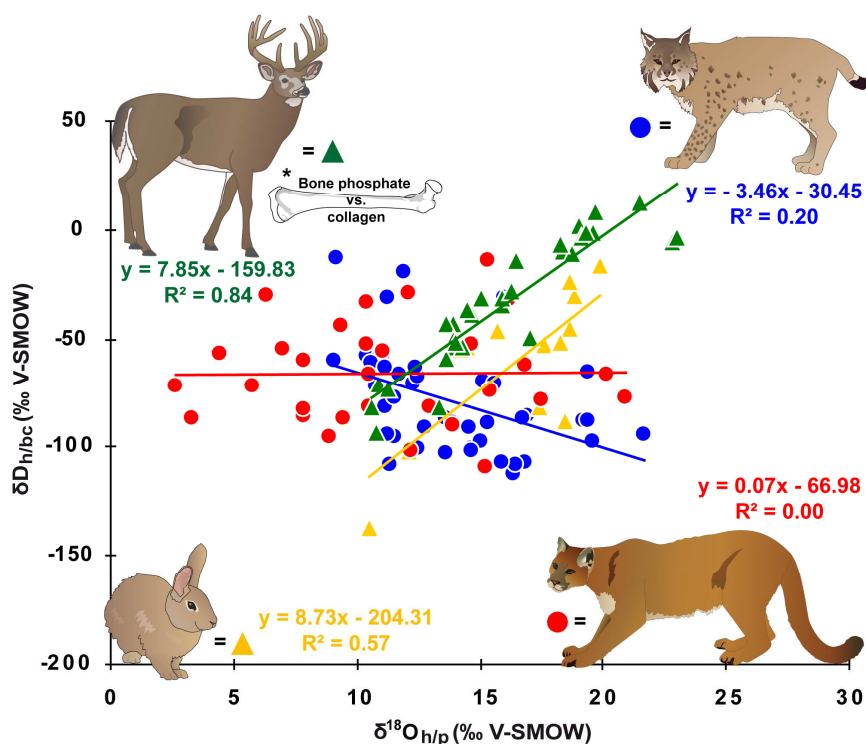 50
0
-50
-100
-150
-200
0
5
10
15
20
25
30
δD h/bc (‰ V-SMOW)
δ18O h/p (‰ V-SMOW)
=
*
Bone phosphate
vs.
collagen
y = 7.85x - 159.83
R² = 0.84
=
y = - 3.46x - 30.45
R² = 0.20
=
y = 8.73x - 204.31
R² = 0.57
y = 0.07x - 66.98
R² = 0.00
=